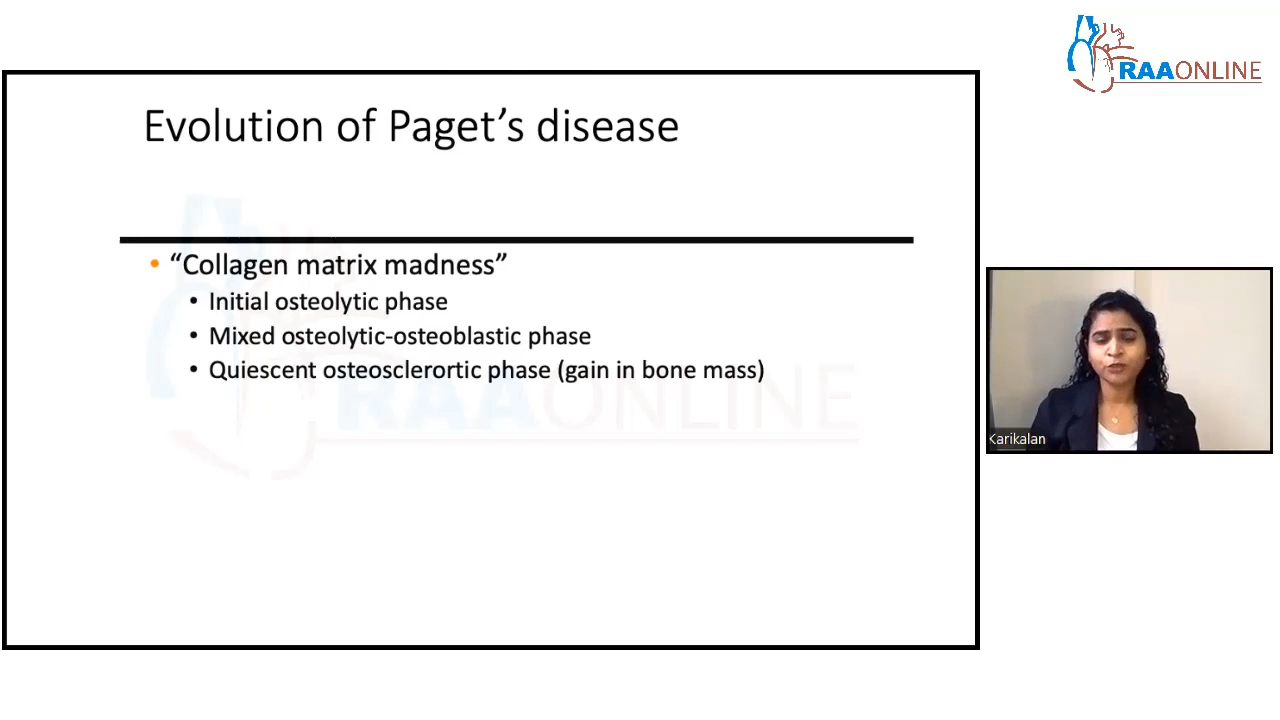 RAAONLINE
Evolution of Paget’s disease
• “Collagen matrix madness”
• Initial osteolytic phase
• Mixed osteolytic-osteoblastic phase
• Quiescent osteosclerortic phase (gain in bone mass)
RAAONLINE
Karikalan